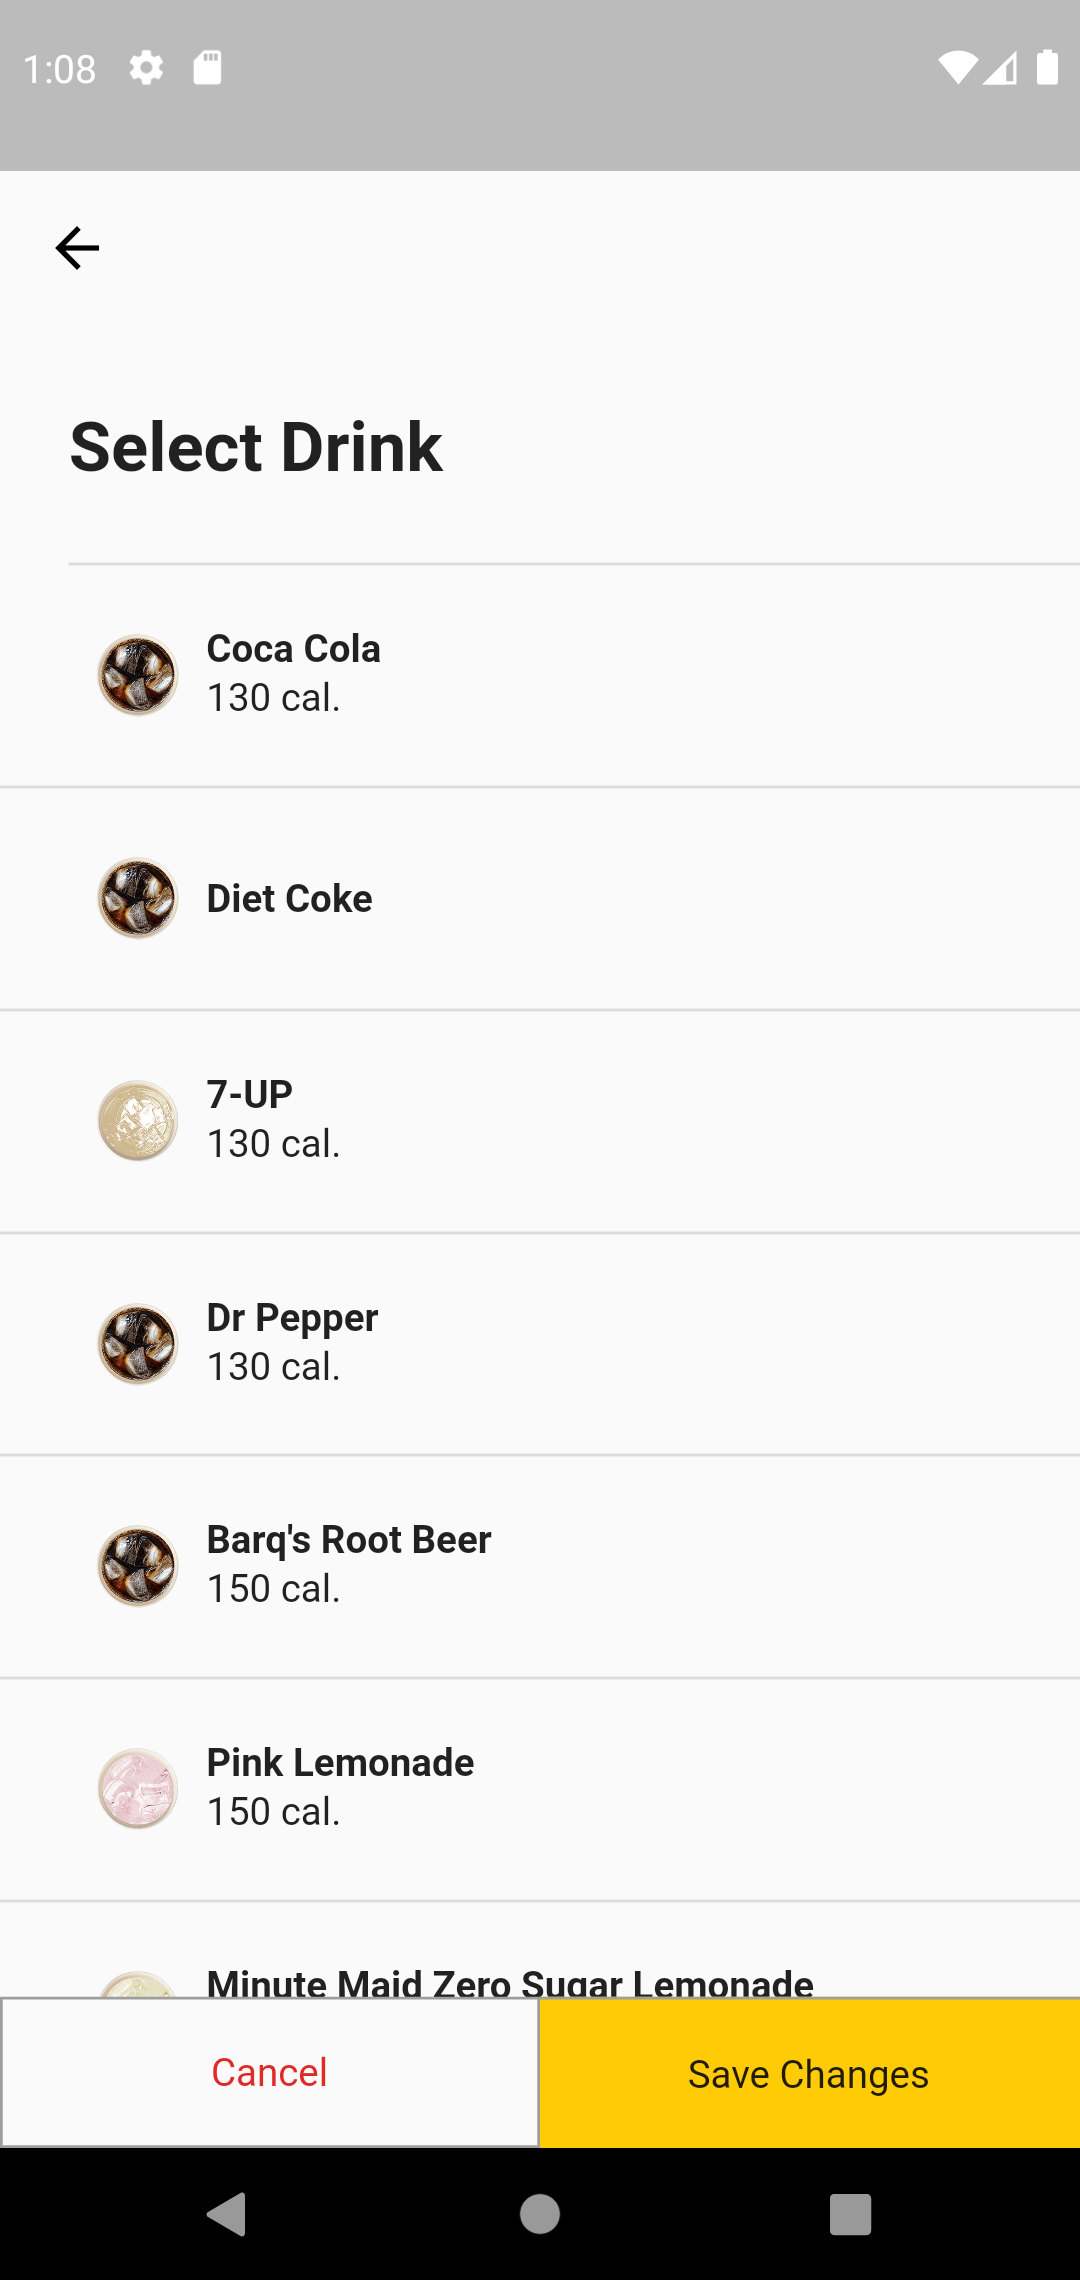 1:08
Select Drink
Coca Cola
130 cal.
Diet Coke
7-UP
130 cal.
Dr Pepper
130 cal.
Barq's Root Beer
150 cal.
Pink Lemonade
150 cal.
Minute Maid Zero Sugar Lemonade
Cancel
Save Changes